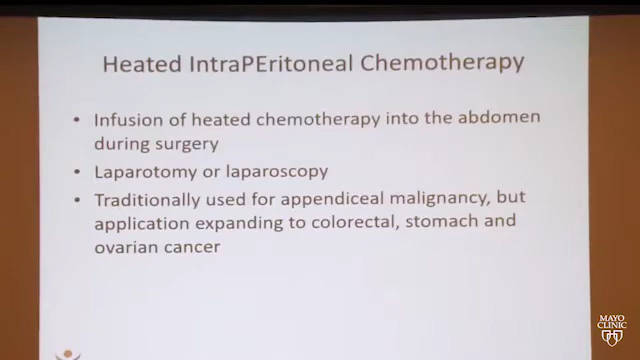 Heated IntraPEritoneal Chemotherapy
• Infusion of heated chemotherapy into the abdomen
during surgery
• Laparotomy or laparoscopy
• Traditionally used for appendiceal malignancy, but
application expanding to colorectal, stomach and
ovarian cancer
MAYO
CLINIC